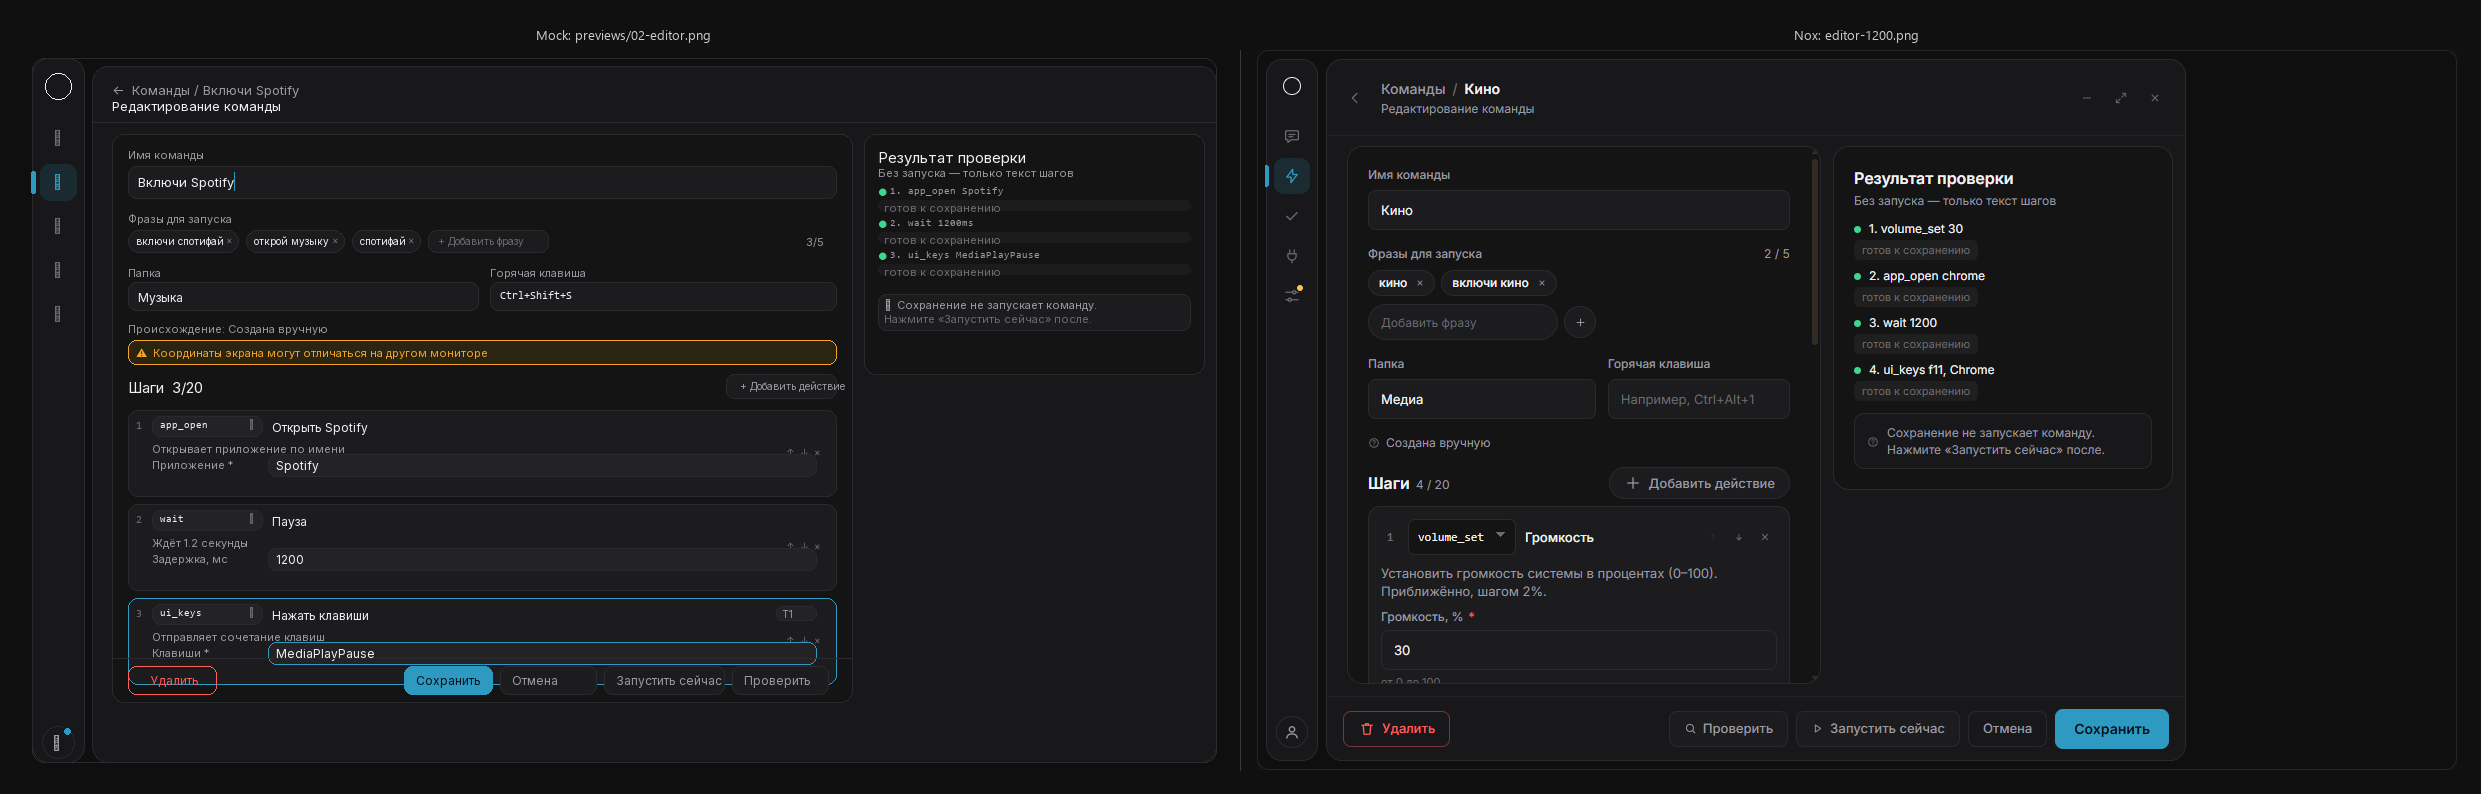 Mock: previews/02-editor.png
← Команды / Включи Spotify
Редактирование команды
Имя команды
Включи Spotify
Фразы для запуска
включи спотифай × открой музыку × спотифай × + Добавить фразу 3/5
Папка Горячая клавиша
Музыка Ctrl+Shift+S
Происхождение: Создана вручную
Координаты экрана могут отличаться на другом мониторе
Шаги 3/20 + Добавить действие
1 app_open Открыть Spotify
Открывает приложение по имени ↑ ↓ ×
Приложение * Spotify
2 wait Пауза
Ждёт 1.2 секунды ↑ ↓ ×
Задержка, мс 1200
3 ui_keys Нажать клавиши T1
Отправляет сочетание клавиш ↑ ↓ ×
Клавиши * MediaPlayPause
Удалить Сохранить Отмена Запустить сейчас Проверить
Результат проверки
Без запуска — только текст шагов
1. app_open Spotify
готов к сохранению
2. wait 1200ms
готов к сохранению
3. ui_keys MediaPlayPause
готов к сохранению
Сохранение не запускает команду.
Нажмите «Запустить сейчас» после.
Nox: editor-1200.png
Команды / Кино
Редактирование команды
Имя команды
Кино
Фразы для запуска 2 / 5
кино × включи кино ×
Добавить фразу +
Папка Горячая клавиша
Медиа Например, Ctrl+Alt+1
Создана вручную
Шаги 4 / 20 + Добавить действие
1 volume_set Громкость ↑ ↓ ×
Установить громкость системы в процентах (0–100).
Приближённо, шагом 2%.
Громкость, % *
30
от 0 до 100
Удалить Проверить Запустить сейчас Отмена Сохранить
Результат проверки
Без запуска — только текст шагов
1. volume_set 30
готов к сохранению
2. app_open chrome
готов к сохранению
3. wait 1200
готов к сохранению
4. ui_keys f11, Chrome
готов к сохранению
Сохранение не запускает команду.
Нажмите «Запустить сейчас» после.